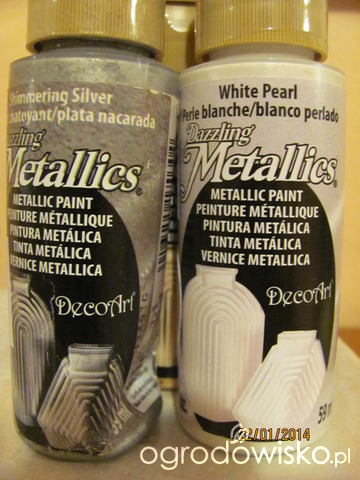 Shimmering Silver
chatoyant/plata nacarada
Dazzling
Metallics
METALLIC PAINT
PEINTURE MÉTALLIQUE
PINTURA METÁLICA
TINTA METÁLICA
VERNICE METALLICA
DecoArt
White Pearl
Perle blanche/blanco perlado
Dazzling
Metallics
METALLIC PAINT
PEINTURE MÉTALLIQUE
PINTURA METÁLICA
TINTA METÁLICA
VERNICE METALLICA
DecoArt
59 m
22/01/2014
ogrodowisko.pl